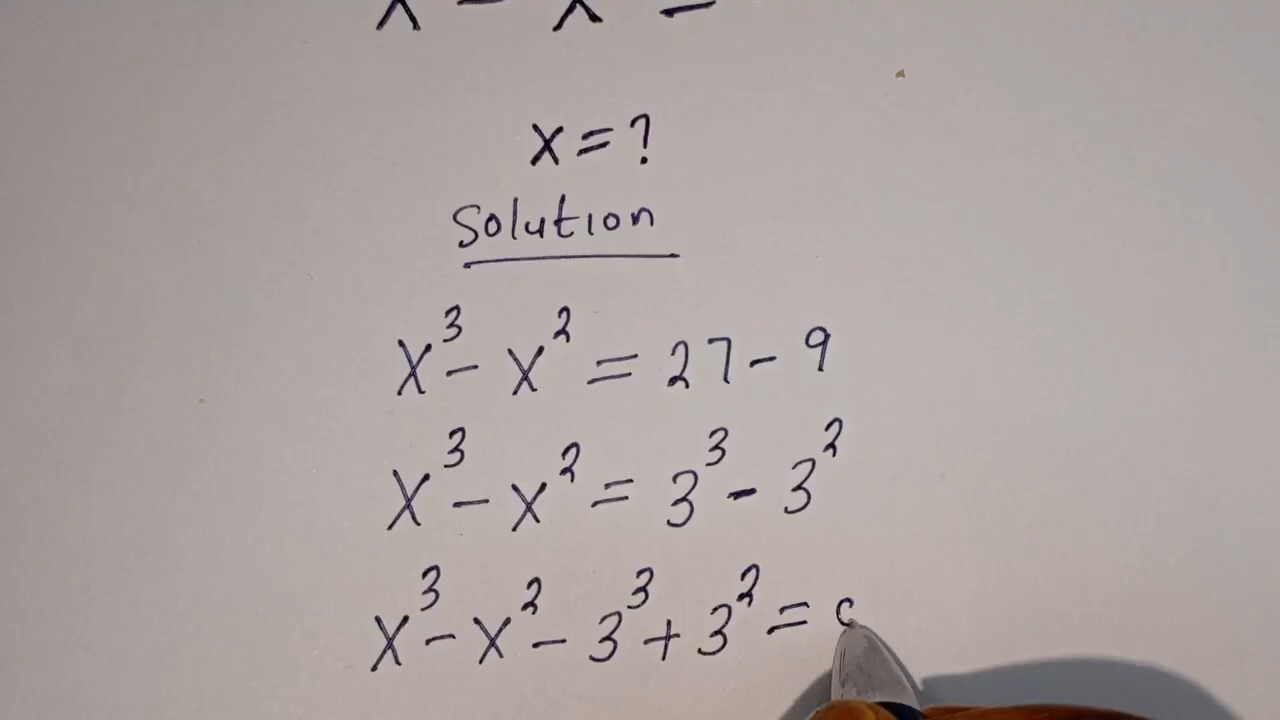 x = ?
Solution
x³ - x² = 27 - 9
x³ - x² = 3³ - 3²
x³ - x² - 3³ + 3² =